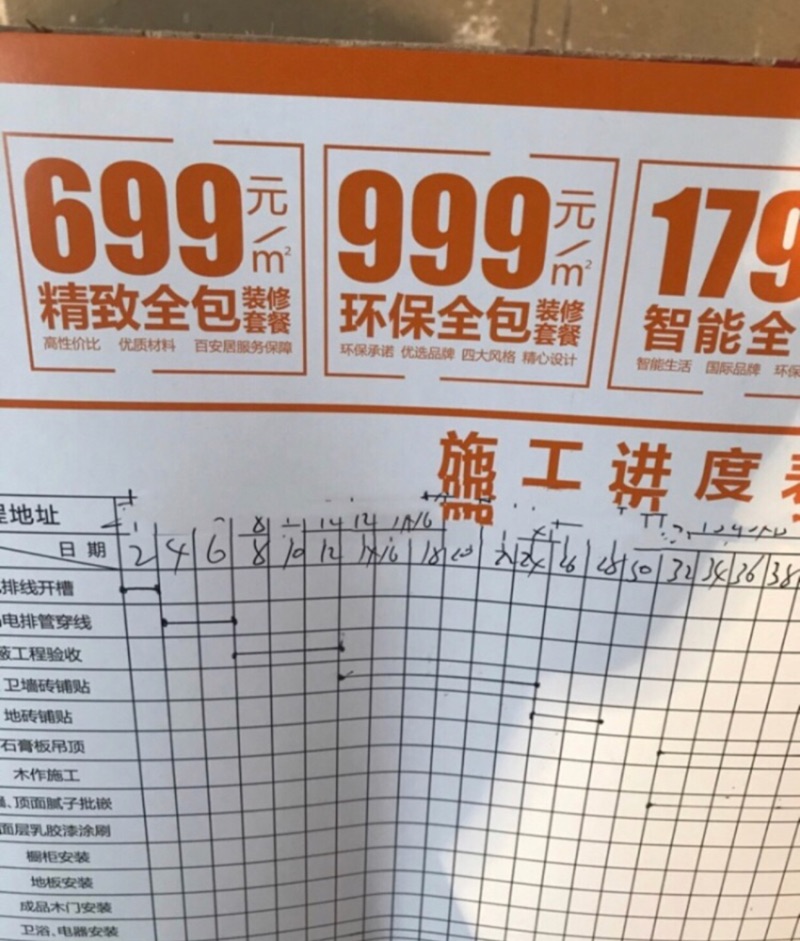 699元/m²
精致全包装修套餐
高性价比 优质材料 百安居服务保障
999元/m²
环保全包装修套餐
环保承诺 优选品牌 四大风格 精心设计
179
智能全
智能生活 国际品牌 环保
施工进度表
地址
日期
2 4 6 8 10 12 14 16 18 20 22 24 26 28 30 32 34 36 38
排线开槽
电排管穿线
蔽工程验收
卫墙砖铺贴
地砖铺贴
石膏板吊顶
木作施工
、顶面腻子批嵌
面层乳胶漆涂刷
橱柜安装
地板安装
成品木门安装
卫浴、电器安装